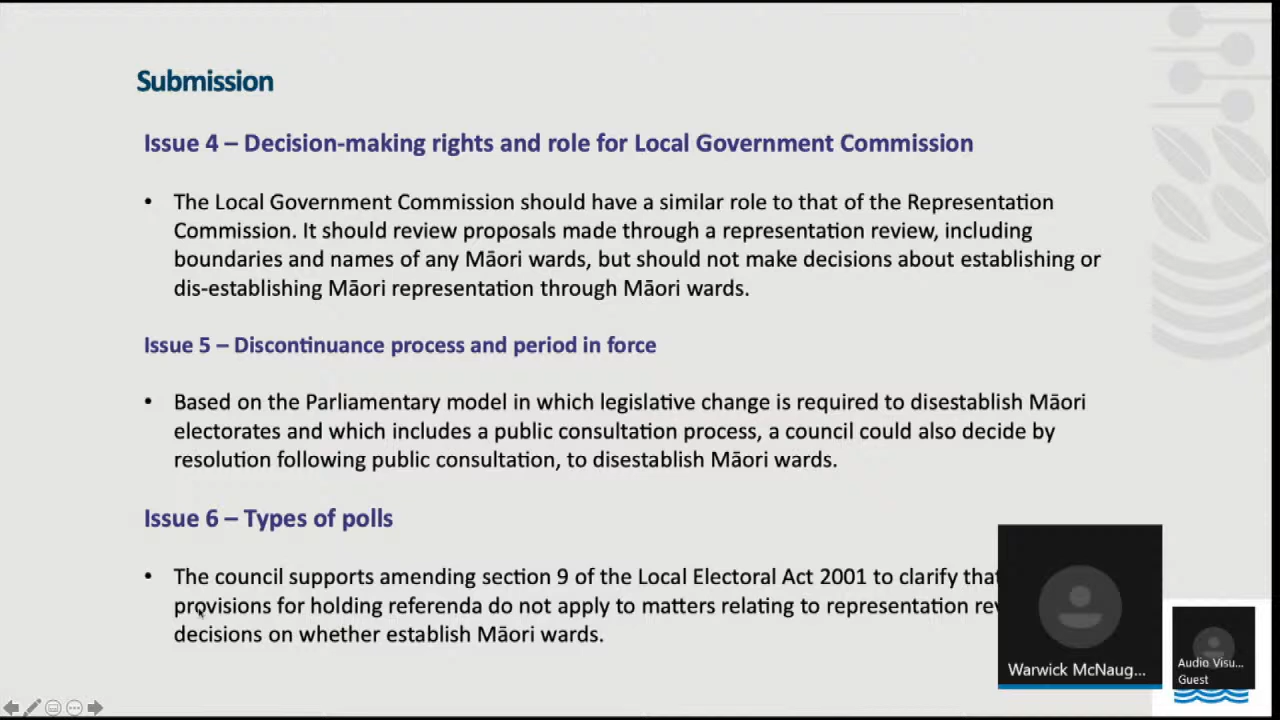 Submission
Issue 4 – Decision-making rights and role for Local Government Commission
• The Local Government Commission should have a similar role to that of the Representation
Commission. It should review proposals made through a representation review, including
boundaries and names of any Māori wards, but should not make decisions about establishing or
dis-establishing Māori representation through Māori wards.
Issue 5 – Discontinuance process and period in force
• Based on the Parliamentary model in which legislative change is required to disestablish Māori
electorates and which includes a public consultation process, a council could also decide by
resolution following public consultation, to disestablish Māori wards.
Issue 6 – Types of polls
• The council supports amending section 9 of the Local Electoral Act 2001 to clarify that
provisions for holding referenda do not apply to matters relating to representation
decisions on whether establish Māori wards.
Warwick McNaug...
Audio Visu...
Guest